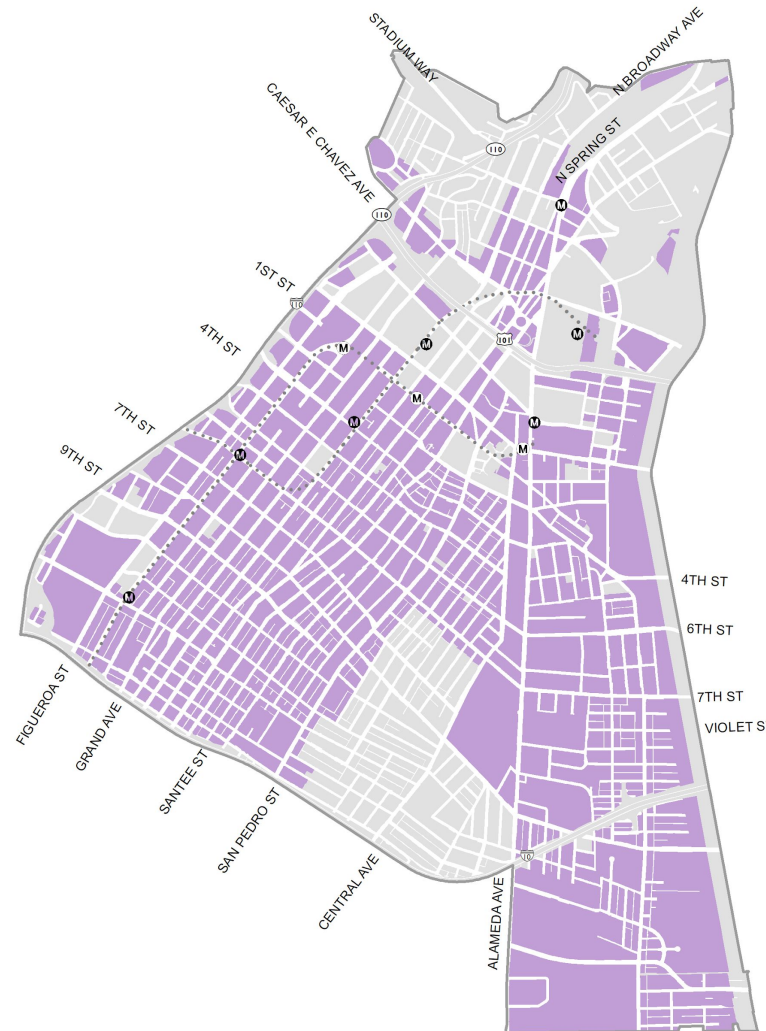 STADIUM WAY
N BROADWAY AVE
CAESAR E CHAVEZ AVE
N SPRING ST
110
M
110
1ST ST
110
101
M
M
4TH ST
M
M
7TH ST
M
M
M
9TH ST
M
4TH ST
M
6TH ST
FIGUEROA ST
7TH ST
GRAND AVE
VIOLET S
SANTEE ST
SAN PEDRO ST
CENTRAL AVE
10
ALAMEDA AVE